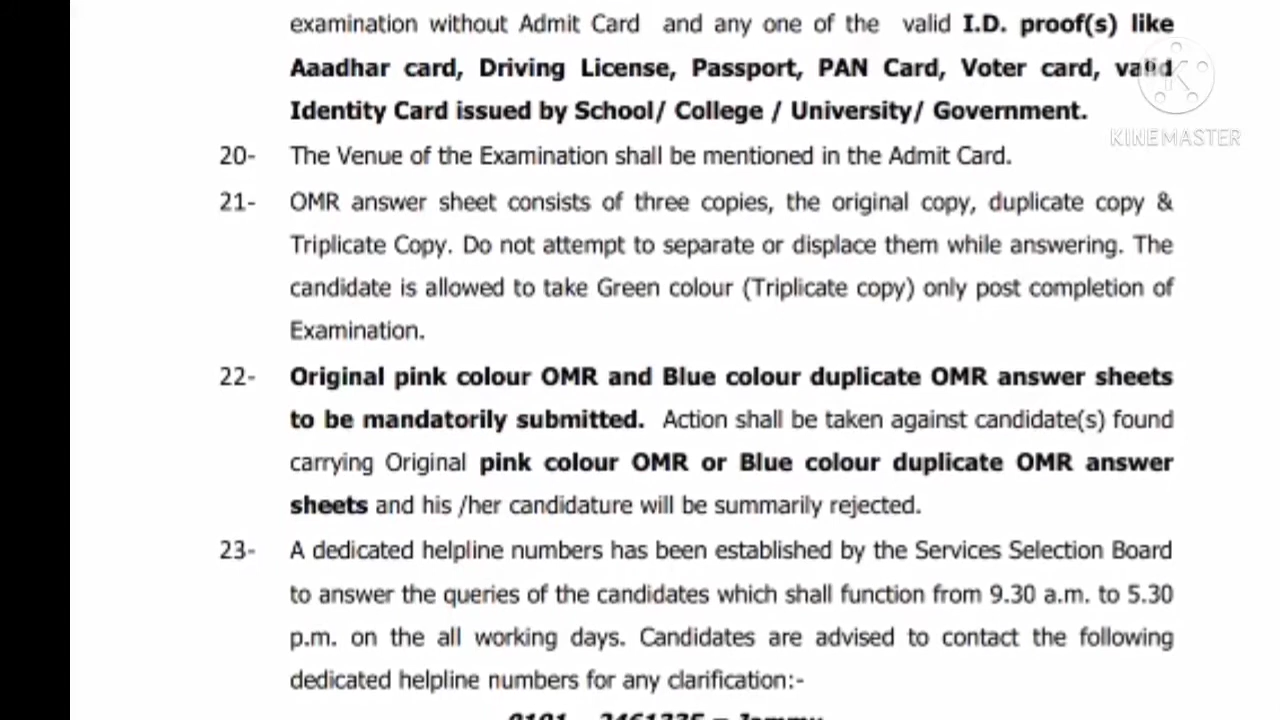 examination without Admit Card and any one of the valid I.D. proof(s) like
Aaadhar card, Driving License, Passport, PAN Card, Voter card, valid
Identity Card issued by School/ College / University/ Government.
KINEMASTER
20- The Venue of the Examination shall be mentioned in the Admit Card.
21- OMR answer sheet consists of three copies, the original copy, duplicate copy &
Triplicate Copy. Do not attempt to separate or displace them while answering. The
candidate is allowed to take Green colour (Triplicate copy) only post completion of
Examination.
22- Original pink colour OMR and Blue colour duplicate OMR answer sheets
to be mandatorily submitted. Action shall be taken against candidate(s) found
carrying Original pink colour OMR or Blue colour duplicate OMR answer
sheets and his /her candidature will be summarily rejected.
23- A dedicated helpline numbers has been established by the Services Selection Board
to answer the queries of the candidates which shall function from 9.30 a.m. to 5.30
p.m. on the all working days. Candidates are advised to contact the following
dedicated helpline numbers for any clarification:-